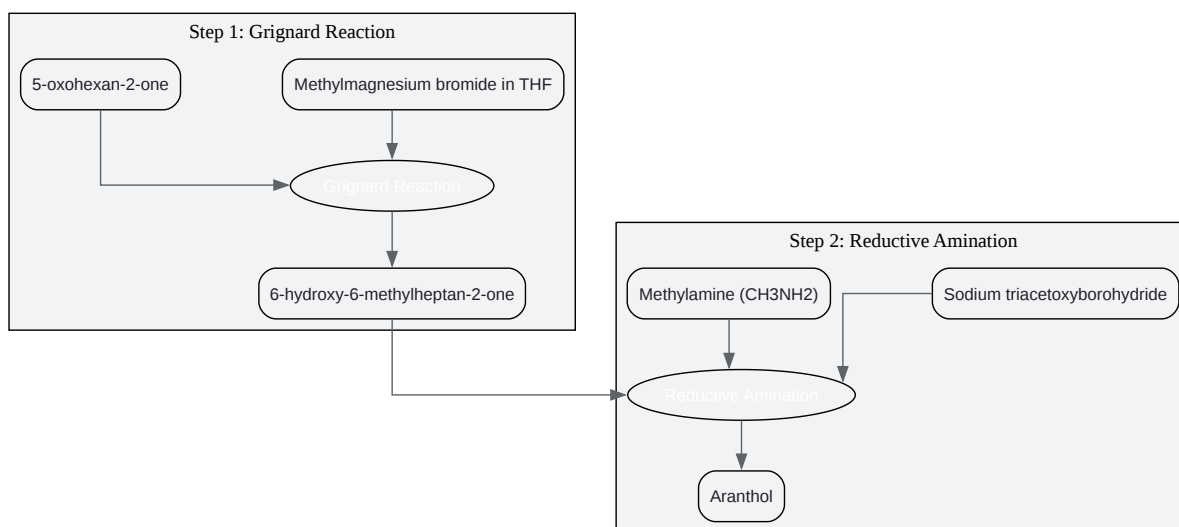 Step 1: Grignard Reaction
5-oxohexan-2-one
Methylmagnesium bromide in THF
Grignard Reaction
6-hydroxy-6-methylheptan-2-one
Step 2: Reductive Amination
Methylamine (CH3NH2)
Sodium triacetoxyborohydride
Reductive Amination
Aranthol